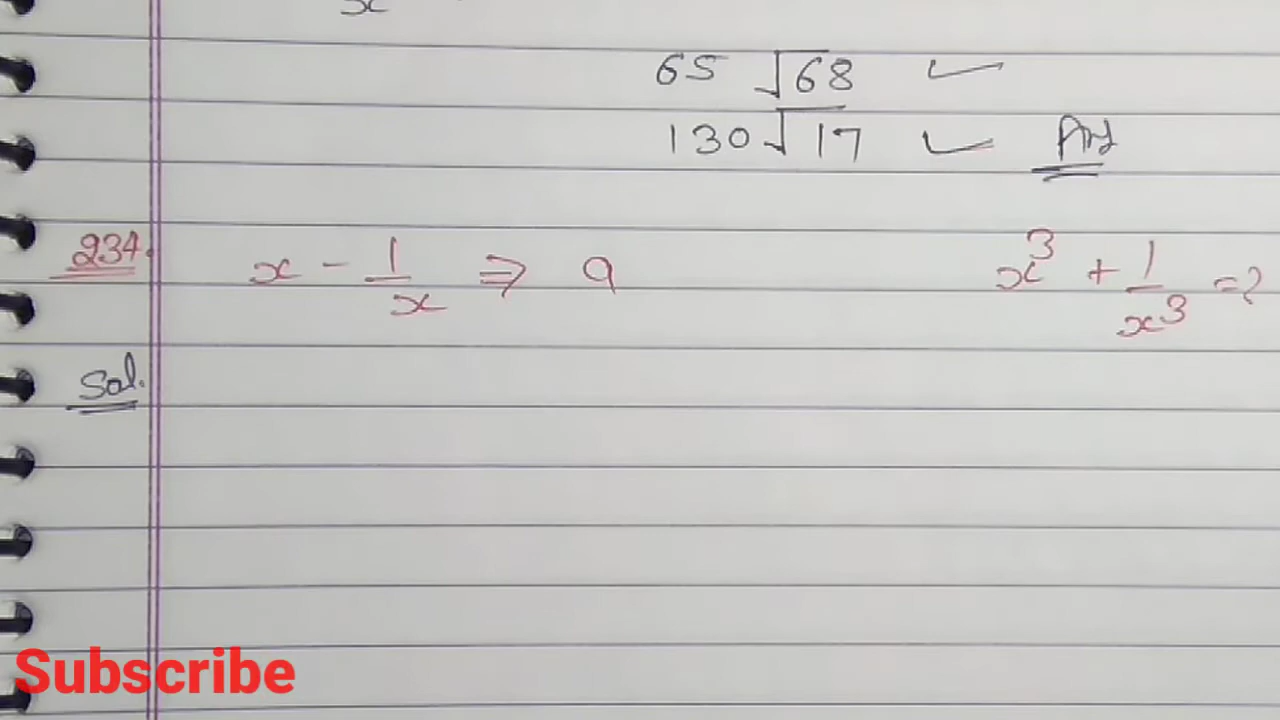 x
65 √68 ✓
130√17 ✓ Ans
234. x - 1/x ⇒ 9 x³ + 1/x³ = ?
Sol.
Subscribe